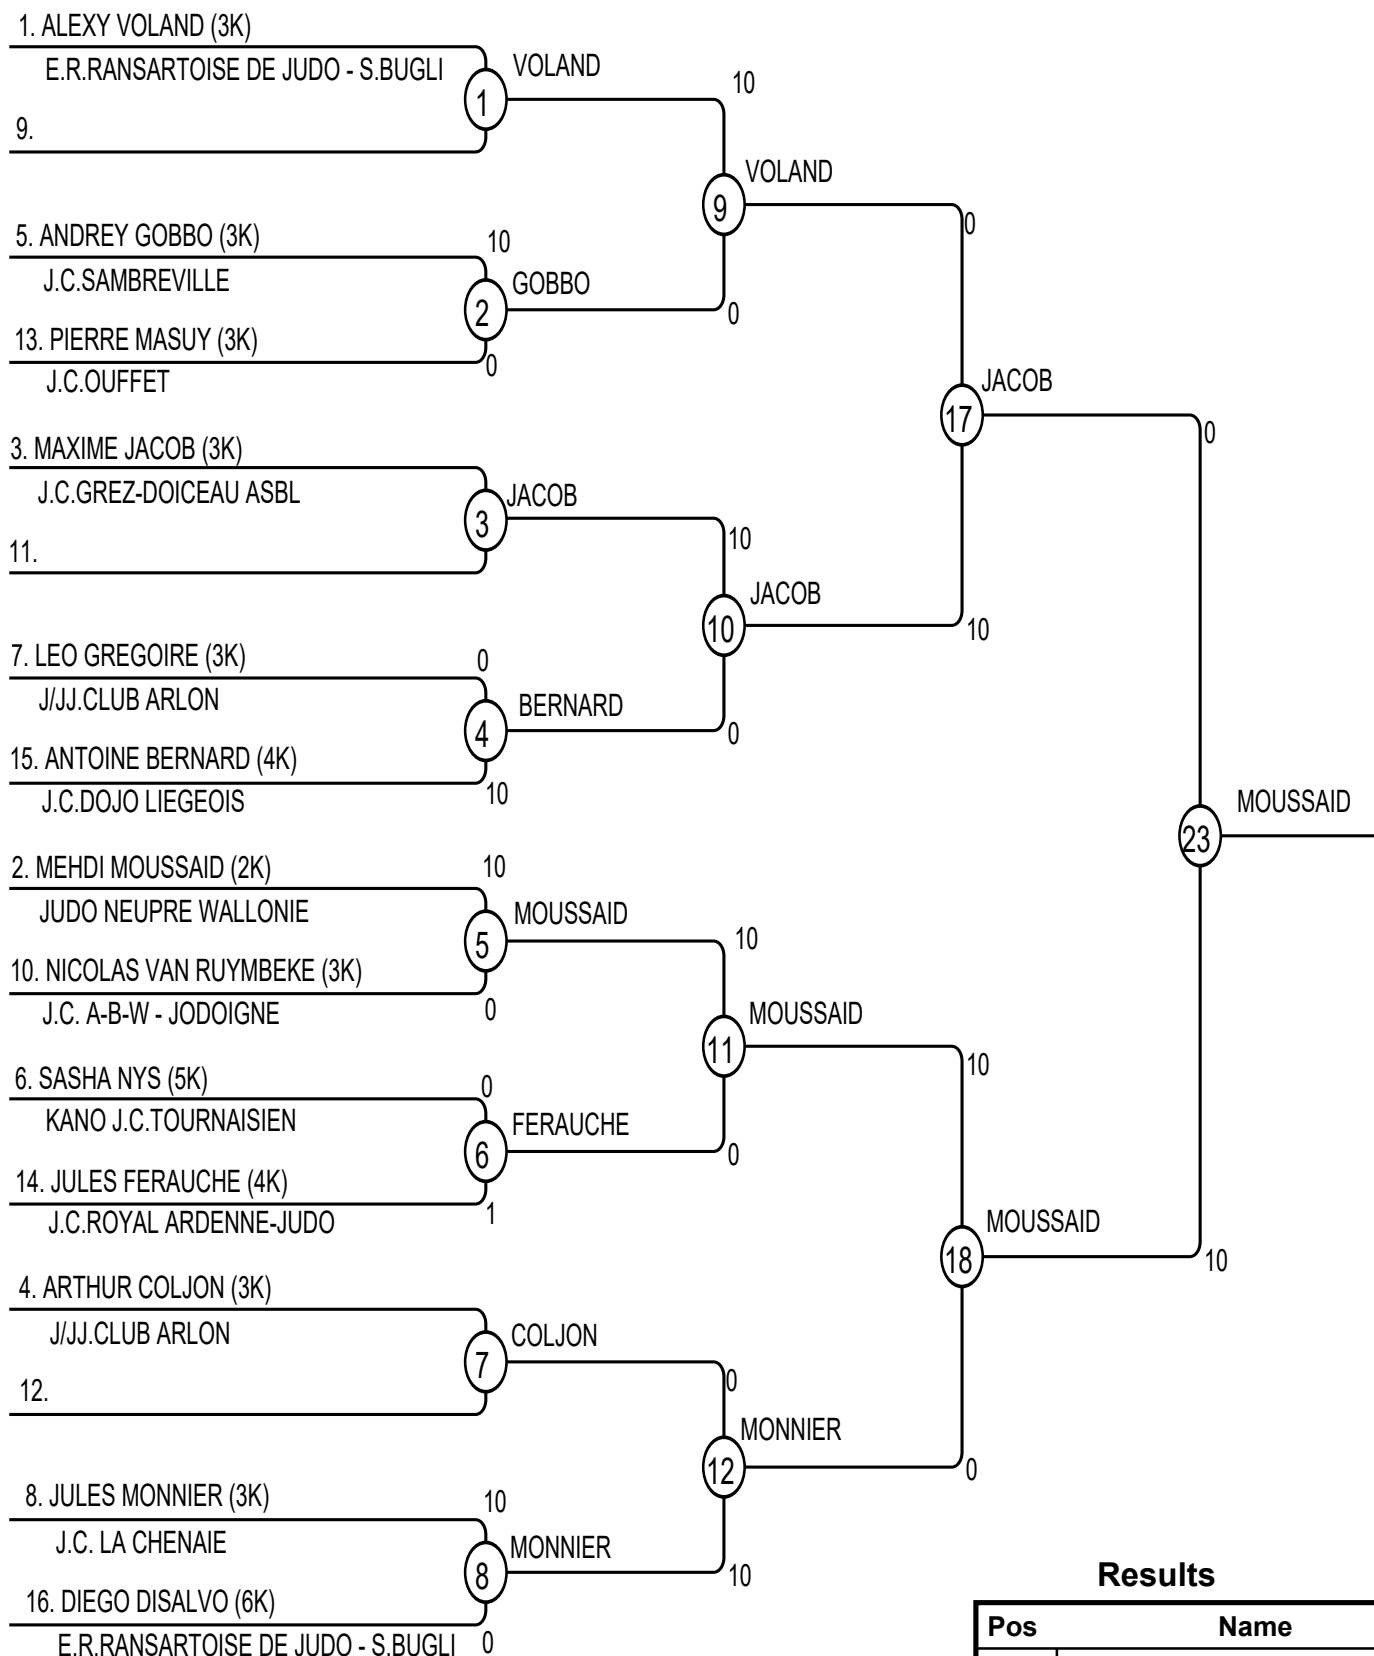 1. ALEXY VOLAND (3K)
E.R.RANSARTOISE DE JUDO - S.BUGLI
9.
1
VOLAND
10
5. ANDREY GOBBO (3K)
10
J.C.SAMBREVILLE
13. PIERRE MASUY (3K)
0
J.C.OUFFET
2
GOBBO
0
9
VOLAND
0
3. MAXIME JACOB (3K)
J.C.GREZ-DOICEAU ASBL
11.
3
JACOB
10
7. LEO GREGOIRE (3K)
0
J/JJ.CLUB ARLON
15. ANTOINE BERNARD (4K)
10
J.C.DOJO LIEGEOIS
4
BERNARD
0
10
JACOB
10
17
JACOB
0
2. MEHDI MOUSSAID (2K)
10
JUDO NEUPRE WALLONIE
10. NICOLAS VAN RUYMBEKE (3K)
0
J.C. A-B-W - JODOIGNE
5
MOUSSAID
10
6. SASHA NYS (5K)
0
KANO J.C.TOURNAISIEN
14. JULES FERAUCHE (4K)
1
J.C.ROYAL ARDENNE-JUDO
6
FERAUCHE
0
11
MOUSSAID
10
4. ARTHUR COLJON (3K)
J/JJ.CLUB ARLON
12.
7
COLJON
0
8. JULES MONNIER (3K)
10
J.C. LA CHENAIE
16. DIEGO DISALVO (6K)
0
E.R.RANSARTOISE DE JUDO - S.BUGLI
8
MONNIER
10
12
MONNIER
0
18
MOUSSAID
10
23
MOUSSAID
Results
Pos Name